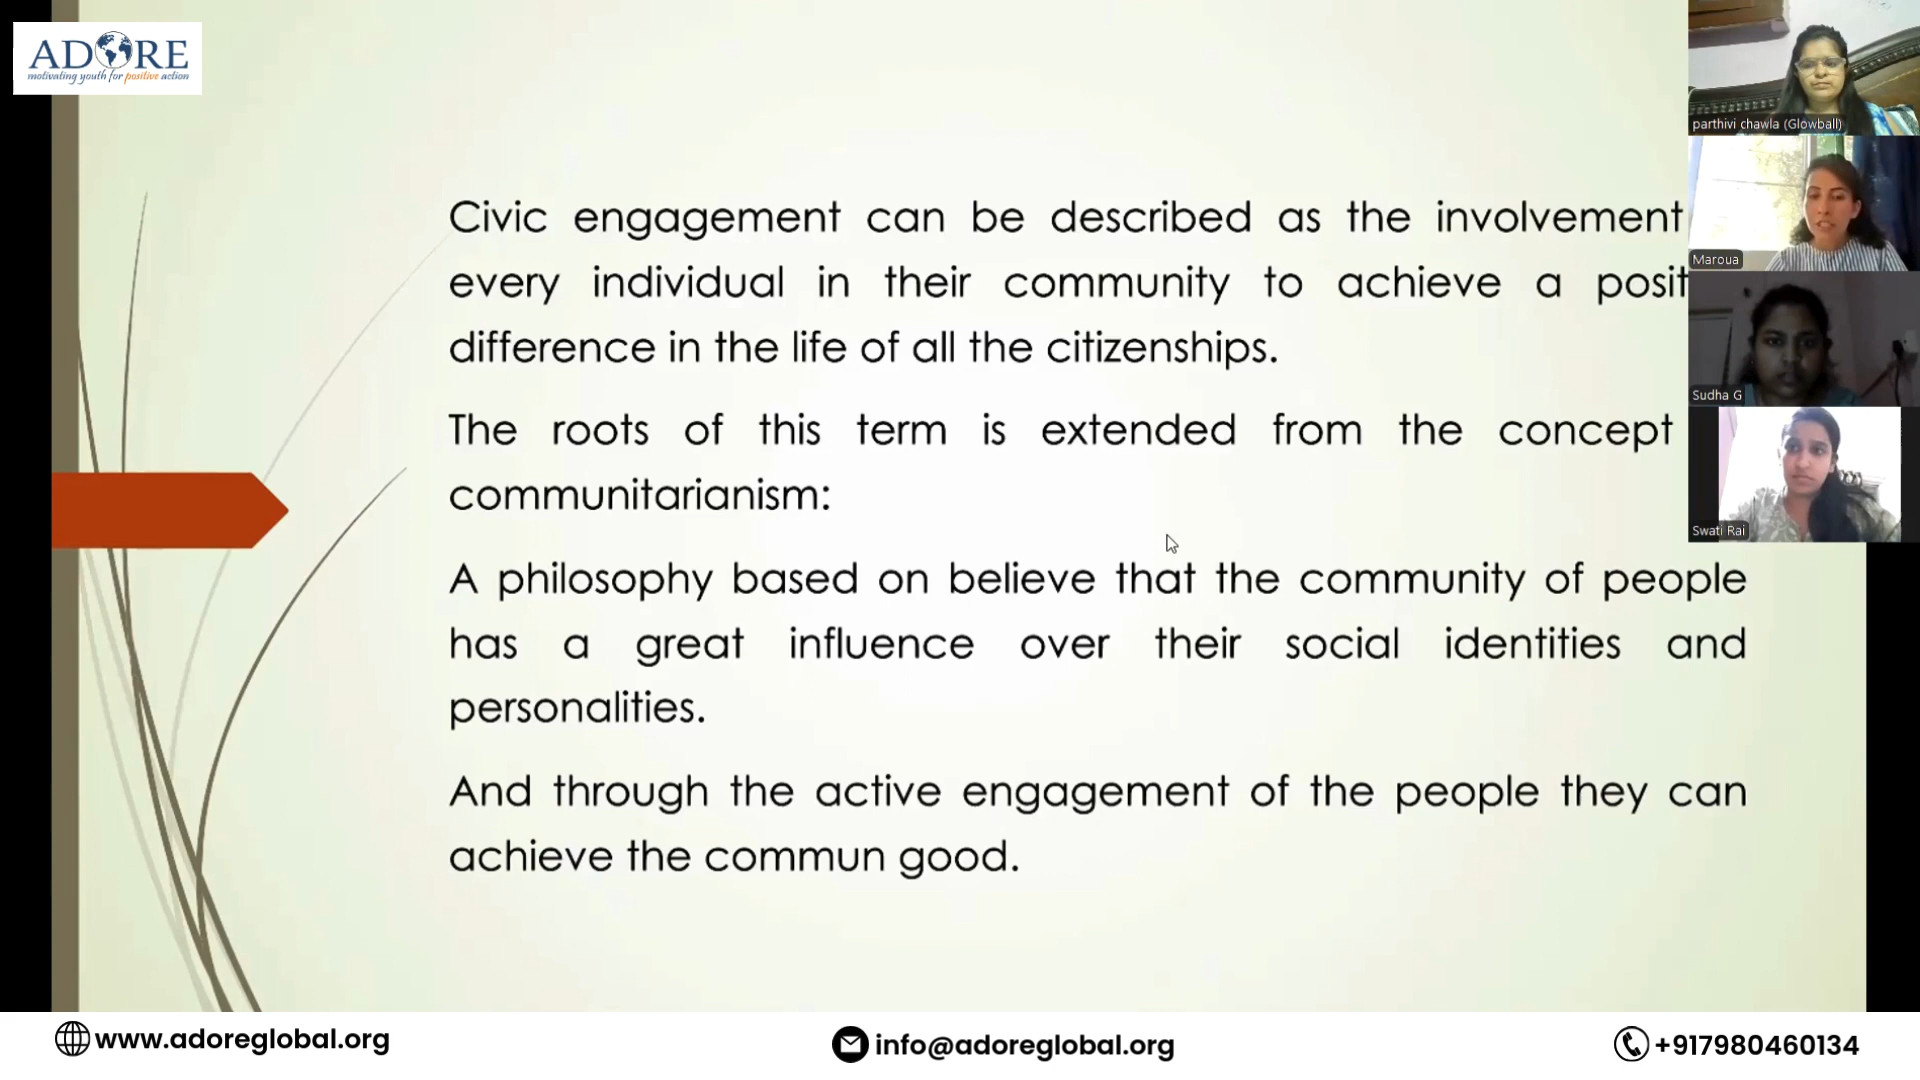 ADORE
motivating youth for positive action
parthivi chawla (Glowball)
Maroua
Sudha G
Swati Rai
Civic engagement can be described as the involvement
every individual in their community to achieve a posit
difference in the life of all the citizenships.
The roots of this term is extended from the concept
communitarianism:
A philosophy based on believe that the community of people
has a great influence over their social identities and
personalities.
And through the active engagement of the people they can
achieve the commun good.
www.adoreglobal.org
info@adoreglobal.org
+917980460134